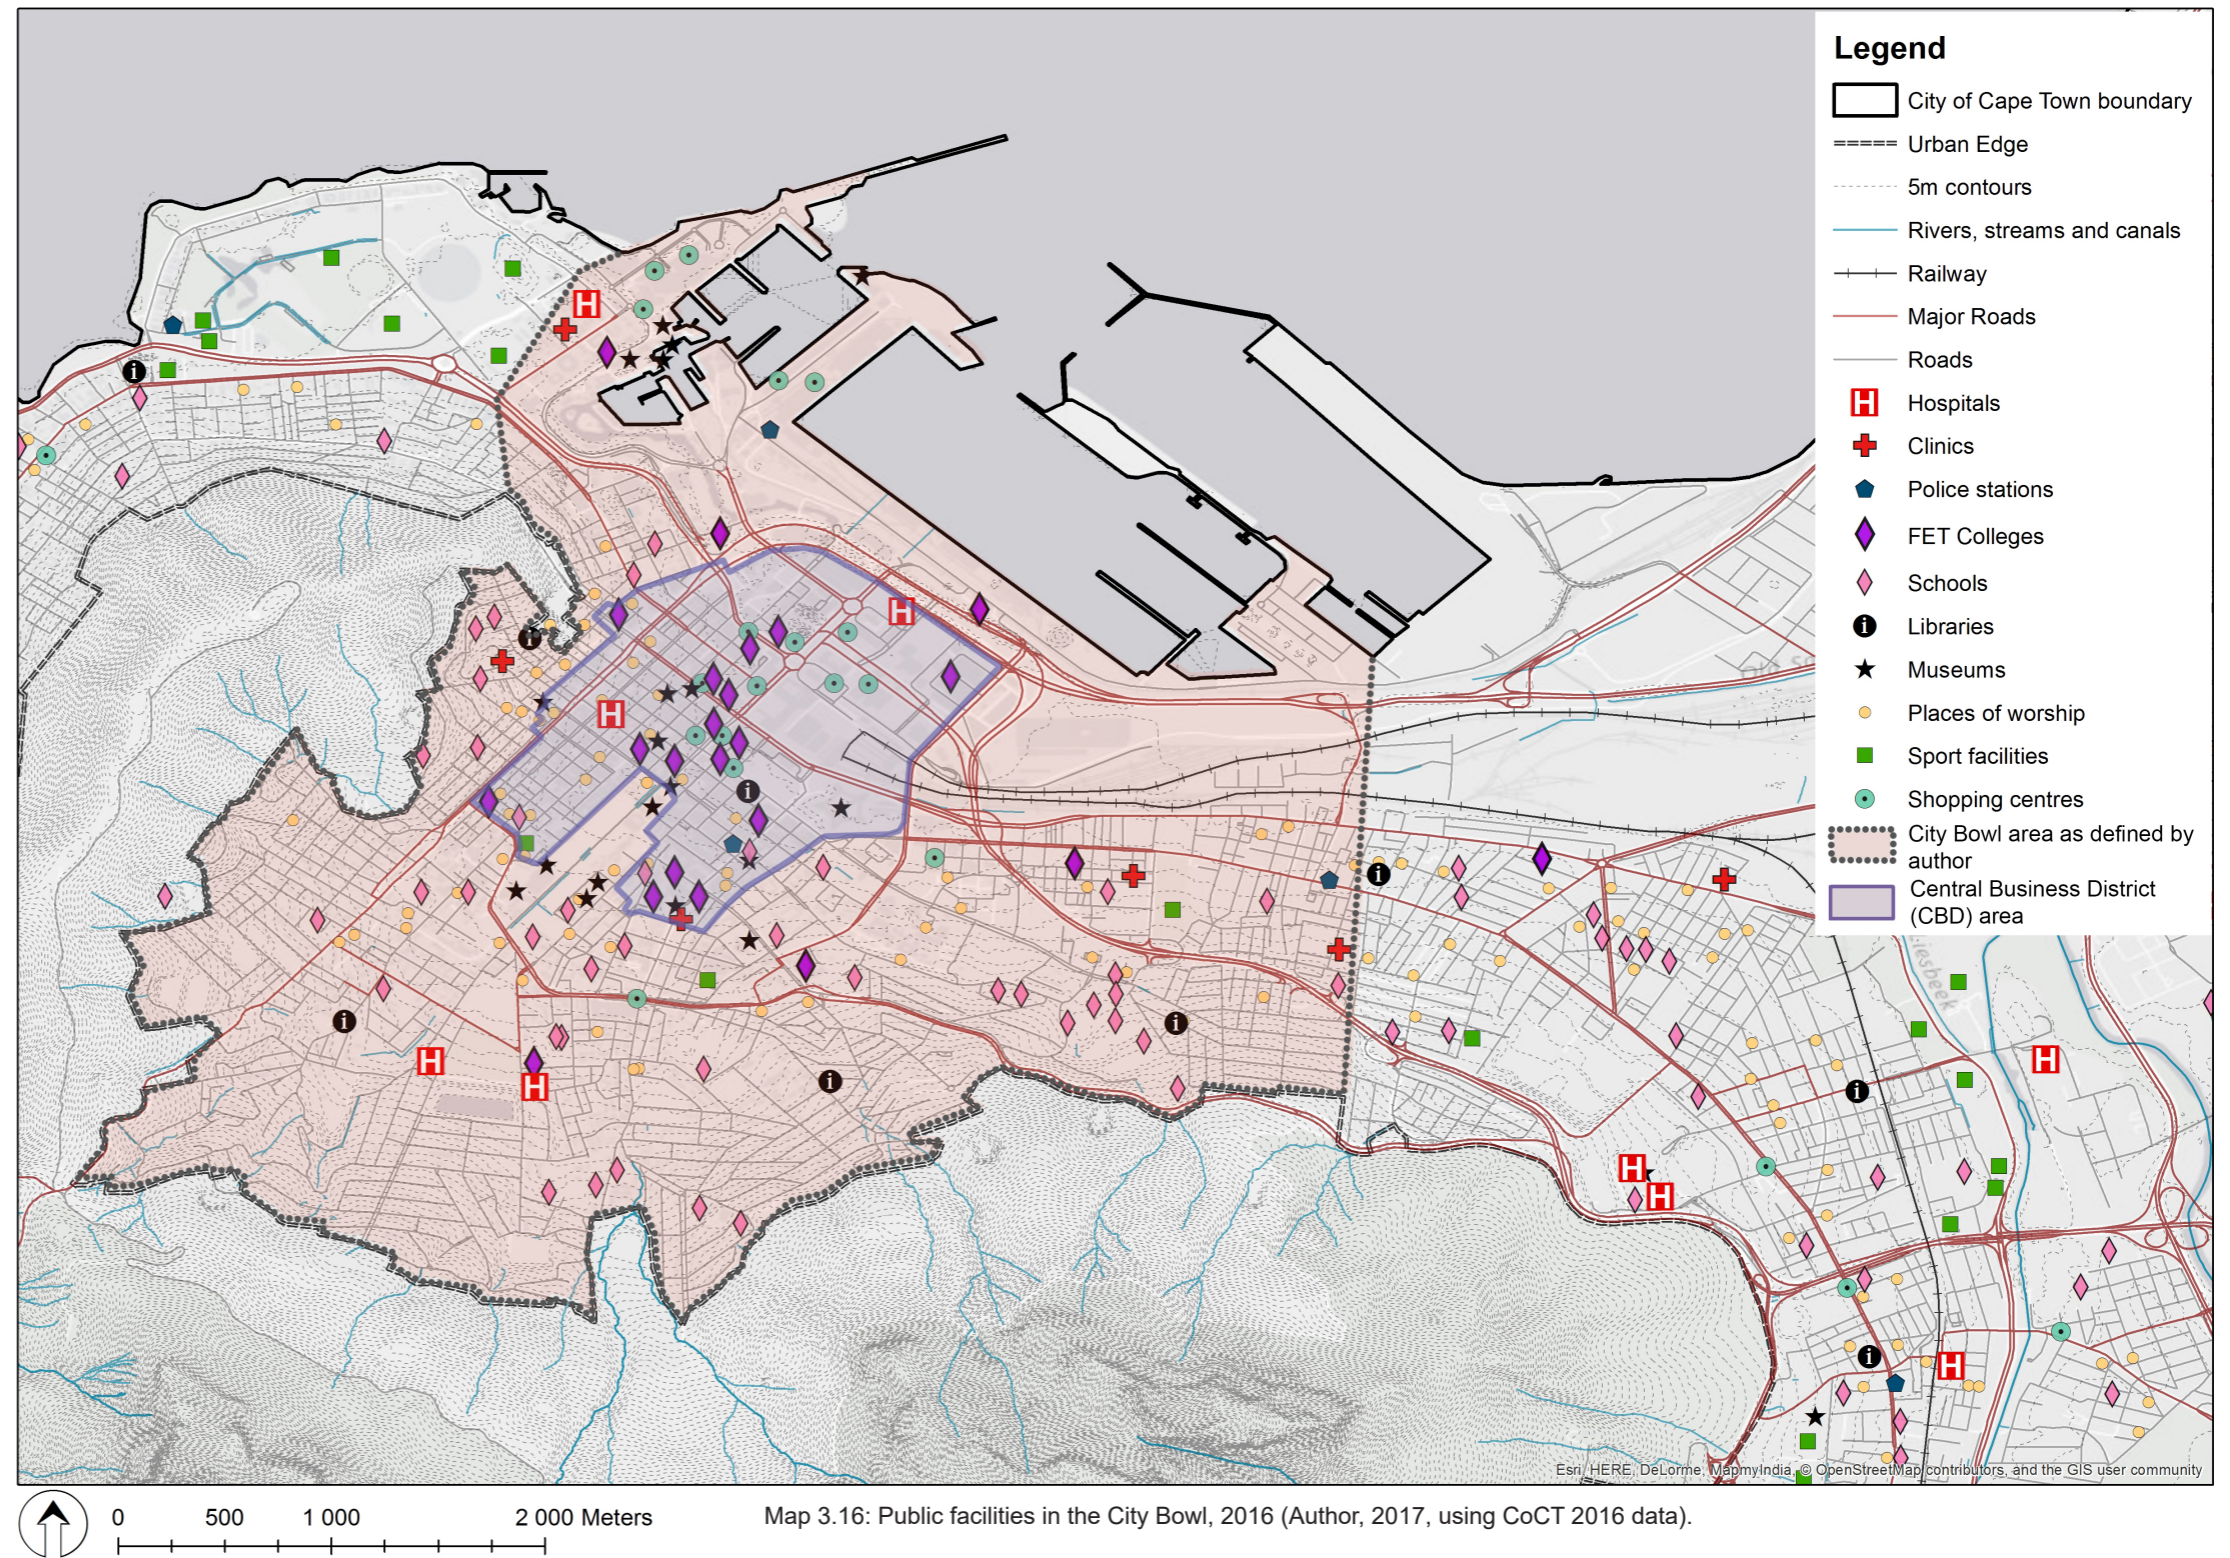 Legend
City of Cape Town boundary
Urban Edge
5m contours
Rivers, streams and canals
Railway
Major Roads
Roads
H Hospitals
Clinics
Police stations
FET Colleges
Schools
i Libraries
Museums
Places of worship
Sport facilities
Shopping centres
City Bowl area as defined by
author
Central Business District
(CBD) area
Esri, HERE, DeLorme, MapmyIndia, © OpenStreetMap contributors, and the GIS user community
0 500 1 000 2 000 Meters
Map 3.16: Public facilities in the City Bowl, 2016 (Author, 2017, using CoCT 2016 data).